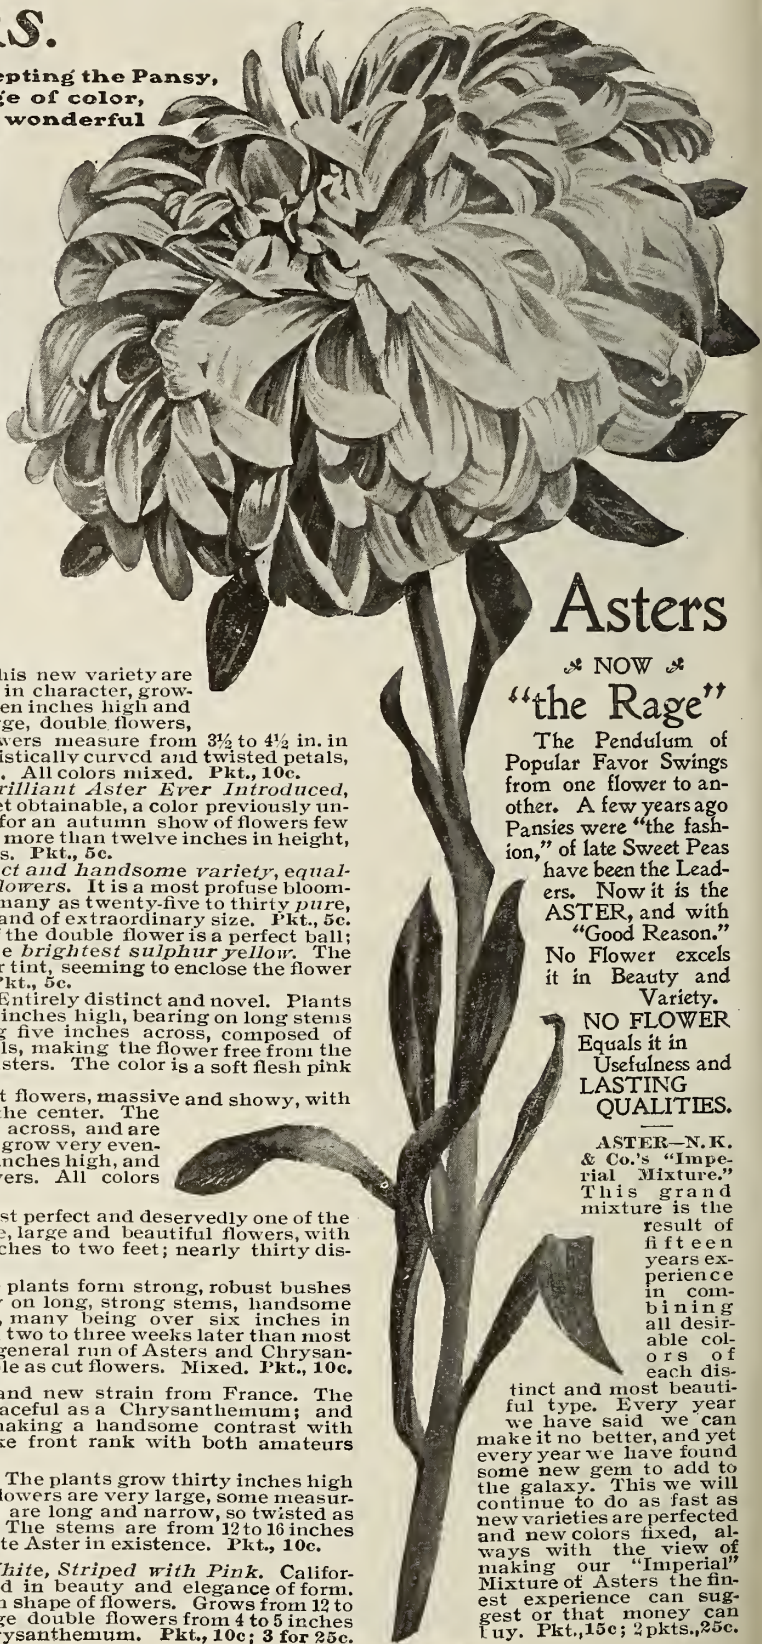 RS.
epting the Pansy,
ge of color,
wonderful
his new variety are
in character, grow-
en inches high and
rge, double flowers,
wers measure from 3½ to 4½ in. in
istically curved and twisted petals,
. All colors mixed. Pkt., 10c.
rilliant Aster Ever Introduced,
et obtainable, a color previously un-
for an autumn show of flowers few
more than twelve inches in height,
s. Pkt., 5c.
ct and handsome variety, equal-
lowers. It is a most profuse bloom-
many as twenty-five to thirty pure,
and of extraordinary size. Pkt., 5c.
f the double flower is a perfect ball;
e brightest sulphur yellow. The
r tint, seeming to enclose the flower
Pkt., 5c.
Entirely distinct and novel. Plants
inches high, bearing on long stems
g five inches across, composed of
ls, making the flower free from the
sters. The color is a soft flesh pink
t flowers, massive and showy, with
he center. The
across, and are
grow very even-
nches high, and
ers. All colors
st perfect and deservedly one of the
e, large and beautiful flowers, with
ches to two feet; nearly thirty dis-
plants form strong, robust bushes
on long, strong stems, handsome
, many being over six inches in
two to three weeks later than most
general run of Asters and Chrysan-
le as cut flowers. Mixed. Pkt., 10c.
and new strain from France. The
aceful as a Chrysanthemum; and
making a handsome contrast with
ke front rank with both amateurs
The plants grow thirty inches high
lowers are very large, some measur-
are long and narrow, so twisted as
The stems are from 12 to 16 inches
te Aster in existence. Pkt., 10c.
hite, Striped with Pink. Califor-
d in beauty and elegance of form.
n shape of flowers. Grows from 12 to
ge double flowers from 4 to 5 inches
rysanthemum. Pkt., 10c; 3 for 25c.
Asters
NOW
"the Rage"
The Pendulum of
Popular Favor Swings
from one flower to an-
other. A few years ago
Pansies were "the fash-
ion," of late Sweet Peas
have been the Lead-
ers. Now it is the
ASTER, and with
"Good Reason."
No Flower excels
it in Beauty and
Variety.
NO FLOWER
Equals it in
Usefulness and
LASTING
QUALITIES.
ASTER—N. K.
& Co.'s "Impe-
rial Mixture."
This grand
mixture is the
result of
fifteen
years ex-
perience
in com-
bining
all desir-
able col-
ors of
each dis-
tinct and most beauti-
ful type. Every year
we have said we can
make it no better, and yet
every year we have found
some new gem to add to
the galaxy. This we will
continue to do as fast as
new varieties are perfected
and new colors fixed, al-
ways with the view of
making our "Imperial"
Mixture of Asters the fin-
est experience can sug-
gest or that money can
tuy. Pkt., 15c; 2 pkts., 25c.